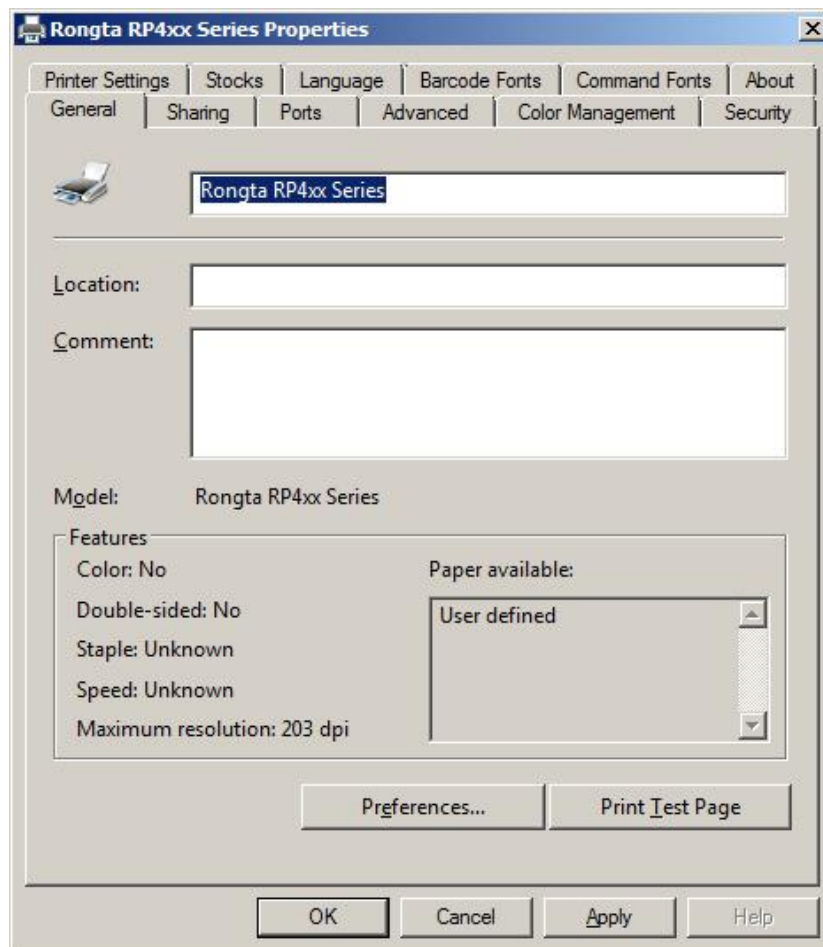 Rongta RP4xx Series Properties
Printer Settings Stocks Language Barcode Fonts Command Fonts About
General Sharing Ports Advanced Color Management Security
Rongta RP4xx Series
Location:
Comment:
Model: Rongta RP4xx Series
Features
Color: No Paper available:
Double-sided: No User defined
Staple: Unknown
Speed: Unknown
Maximum resolution: 203 dpi
Preferences... Print Test Page
OK Cancel Apply Help